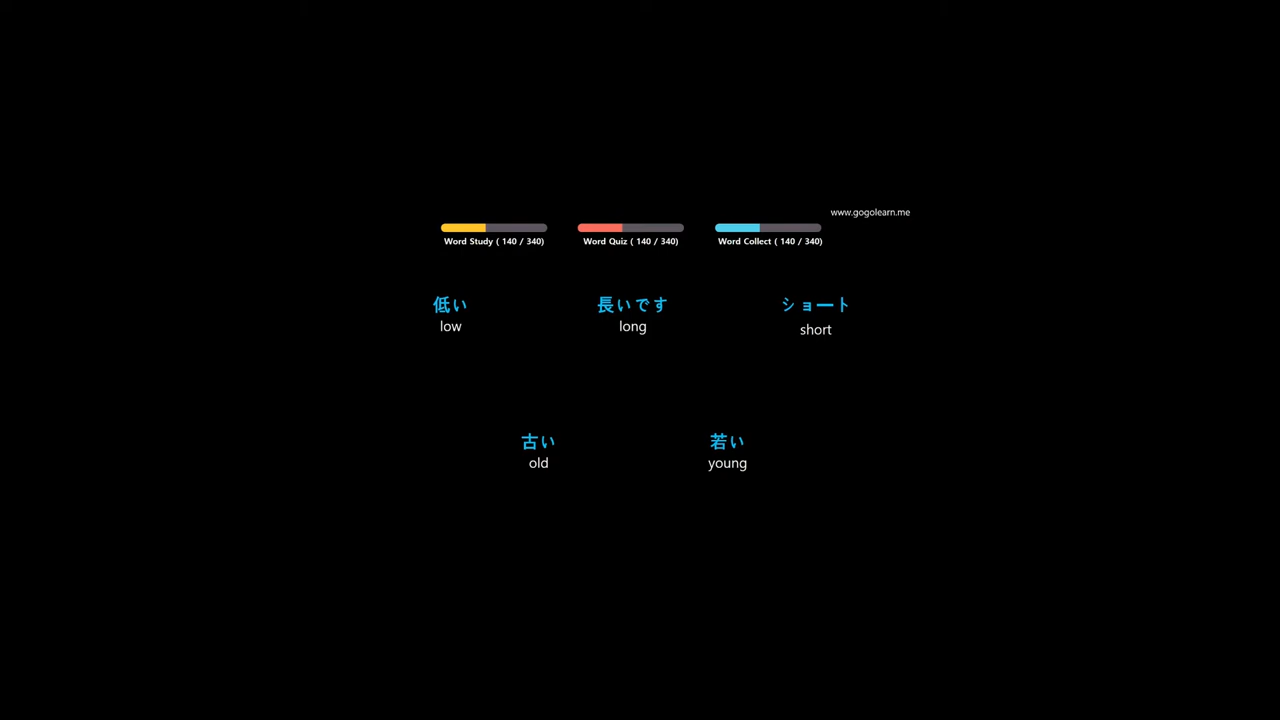 www.gogolearn.me
Word Study ( 140 / 340)
Word Quiz ( 140 / 340)
Word Collect ( 140 / 340)
低い
low
長いです
long
ショート
short
古い
old
若い
young